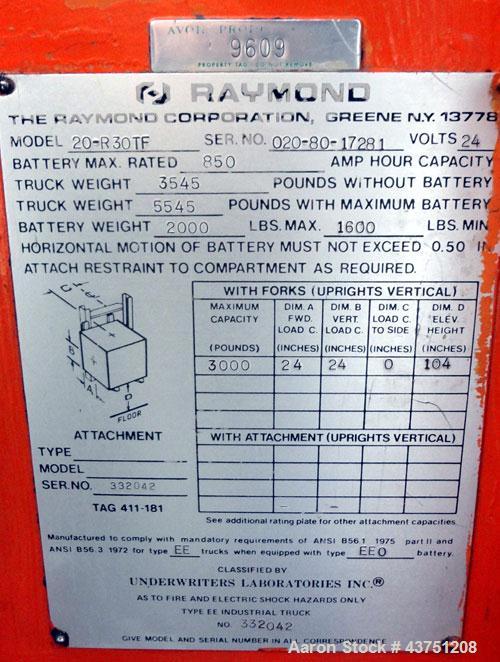 AVON PROP
9609
PROPERTY TAG DO NOT REMOVE
RAYMOND
THE RAYMOND CORPORATION, GREENE N.Y. 13778
MODEL 20-R30TF SER. NO. 020-80-17281 VOLTS 24
BATTERY MAX. RATED 850 AMP HOUR CAPACITY
TRUCK WEIGHT 3545 POUNDS WITHOUT BATTERY
TRUCK WEIGHT 5545 POUNDS WITH MAXIMUM BATTERY
BATTERY WEIGHT 2000 LBS. MAX. 1600 LBS. MIN
HORIZONTAL MOTION OF BATTERY MUST NOT EXCEED 0.50 IN
ATTACH RESTRAINT TO COMPARTMENT AS REQUIRED.
WITH FORKS (UPRIGHTS VERTICAL)
MAXIMUM CAPACITY (POUNDS) DIM. A FWD. LOAD C. (INCHES) DIM. B VERT. LOAD C. (INCHES) DIM. C LOAD C. TO SIDE (INCHES) DIM. D ELEV. HEIGHT (INCHES)
3000 24 24 0 104
C
B
A
D
FLOOR
ATTACHMENT
WITH ATTACHMENT (UPRIGHTS VERTICAL)
TYPE
MODEL
SER. NO. 332042
TAG 411-181
See additional rating plate for other attachment capacities.
Manufactured to comply with mandatory requirements of ANSI B56.1 1975 part II and
ANSI B56.3 1972 for type EE trucks when equipped with type EEO battery.
CLASSIFIED BY
UNDERWRITERS LABORATORIES INC.®
AS TO FIRE AND ELECTRIC SHOCK HAZARDS ONLY
TYPE EE INDUSTRIAL TRUCK
NO. 332042
GIVE MODEL AND SERIAL NUMBER IN ALL CORRESPONDENCE
Aaron Stock # 43751208